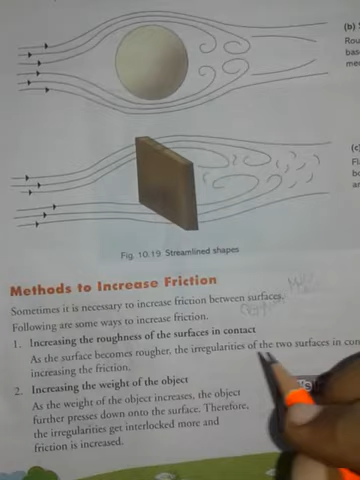 (b)
Rou
bas
me
(c)
Fl
be
a
Fig. 10.19 Streamlined shapes
Methods to Increase Friction
Sometimes it is necessary to increase friction between surfaces.
Following are some ways to increase friction.
1. Increasing the roughness of the surfaces in contact
As the surface becomes rougher, the irregularities of the two surfaces in con
increasing the friction.
2. Increasing the weight of the object
As the weight of the object increases, the object
further presses down onto the surface. Therefore,
the irregularities get interlocked more and
friction is increased.